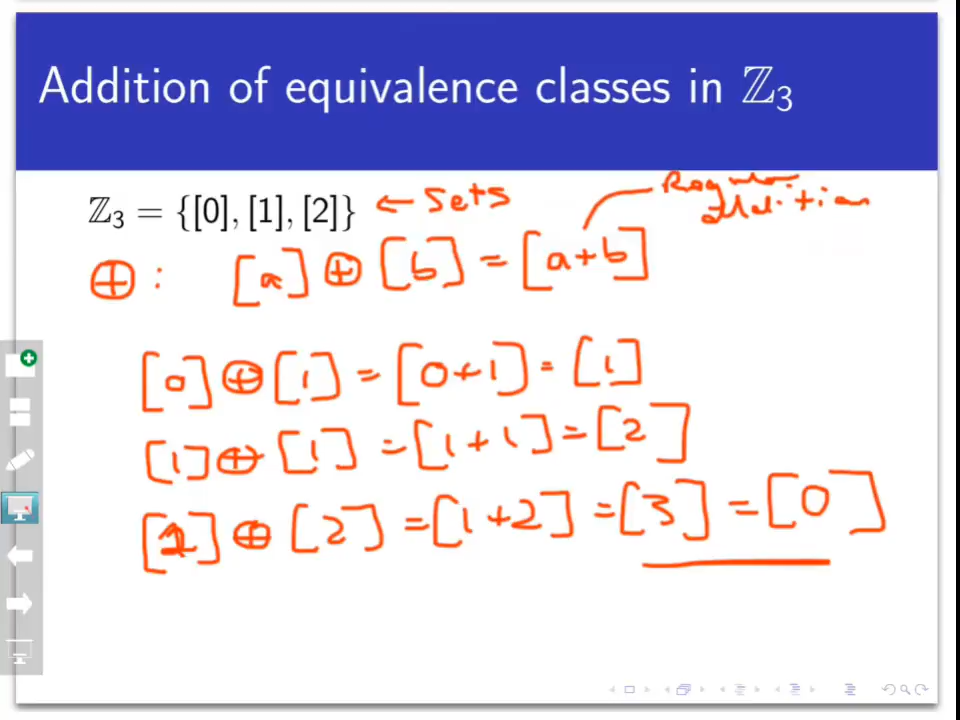 Addition of equivalence classes in ℤ₃
ℤ₃ = {[0], [1], [2]} ← Sets
Regular
addition
⊕ : [a] ⊕ [b] = [a+b]
[0] ⊕ [1] = [0+1] = [1]
[1] ⊕ [1] = [1+1] = [2]
[1] ⊕ [2] = [1+2] = [3] = [0]